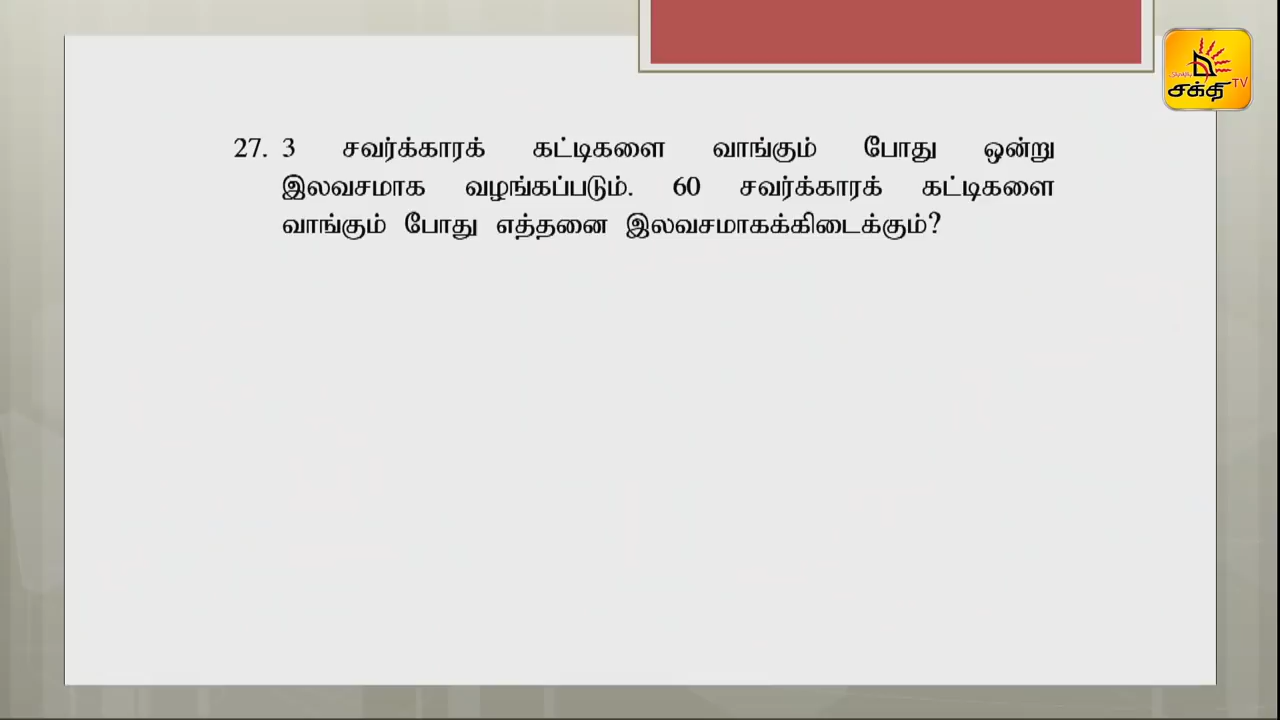 சக்தி TV
27. 3 சவர்க்காரக் கட்டிகளை வாங்கும் போது ஒன்று
இலவசமாக வழங்கப்படும். 60 சவர்க்காரக் கட்டிகளை
வாங்கும் போது எத்தனை இலவசமாகக்கிடைக்கும்?